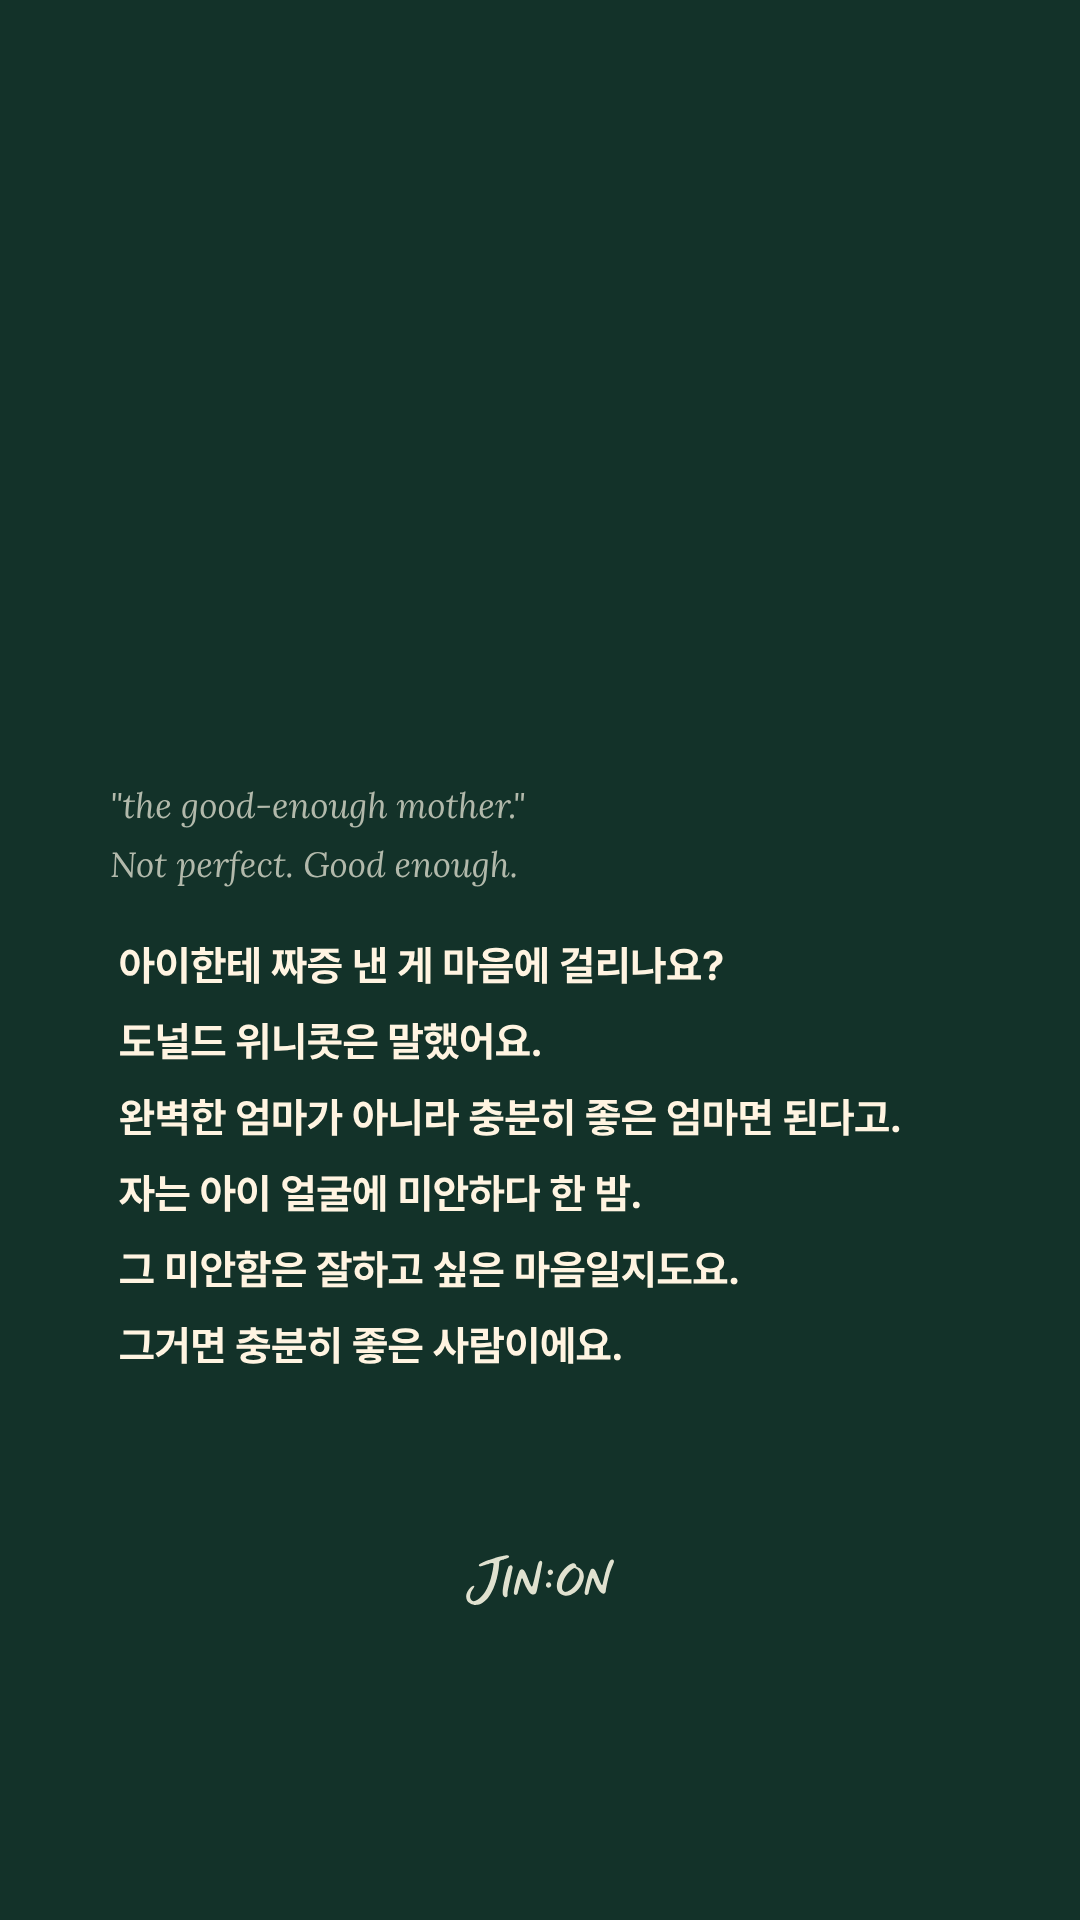 "the good-enough mother."
Not perfect. Good enough.
아이한테 짜증 낸 게 마음에 걸리나요?
도널드 위니콧은 말했어요.
완벽한 엄마가 아니라 충분히 좋은 엄마면 된다고.
자는 아이 얼굴에 미안하다 한 밤.
그 미안함은 잘하고 싶은 마음일지도요.
그거면 충분히 좋은 사람이에요.
JIN:ON